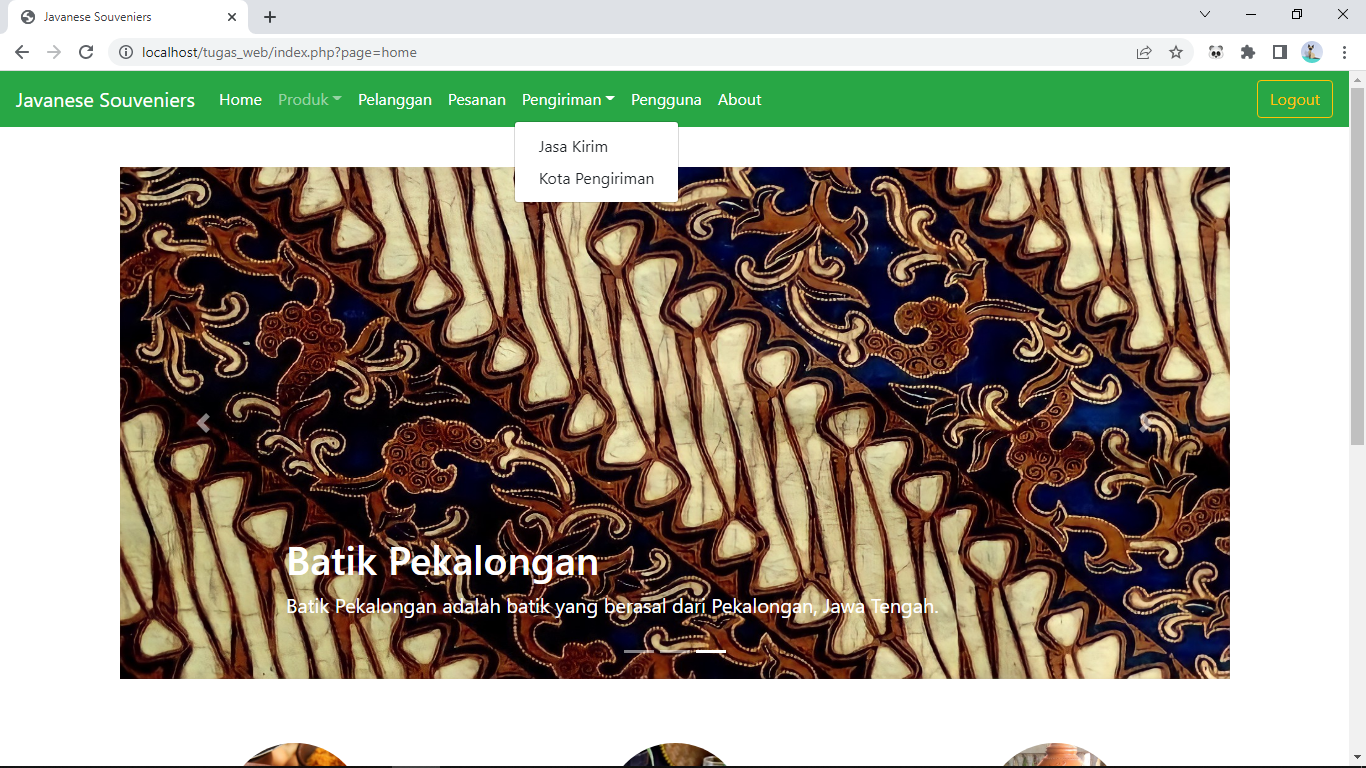 Javanese Souveniers
localhost/tugas_web/index.php?page=home
Javanese Souveniers Home Produk Pelanggan Pesanan Pengiriman Pengguna About Logout
Jasa Kirim
Kota Pengiriman
Batik Pekalongan
Batik Pekalongan adalah batik yang berasal dari Pekalongan, Jawa Tengah.